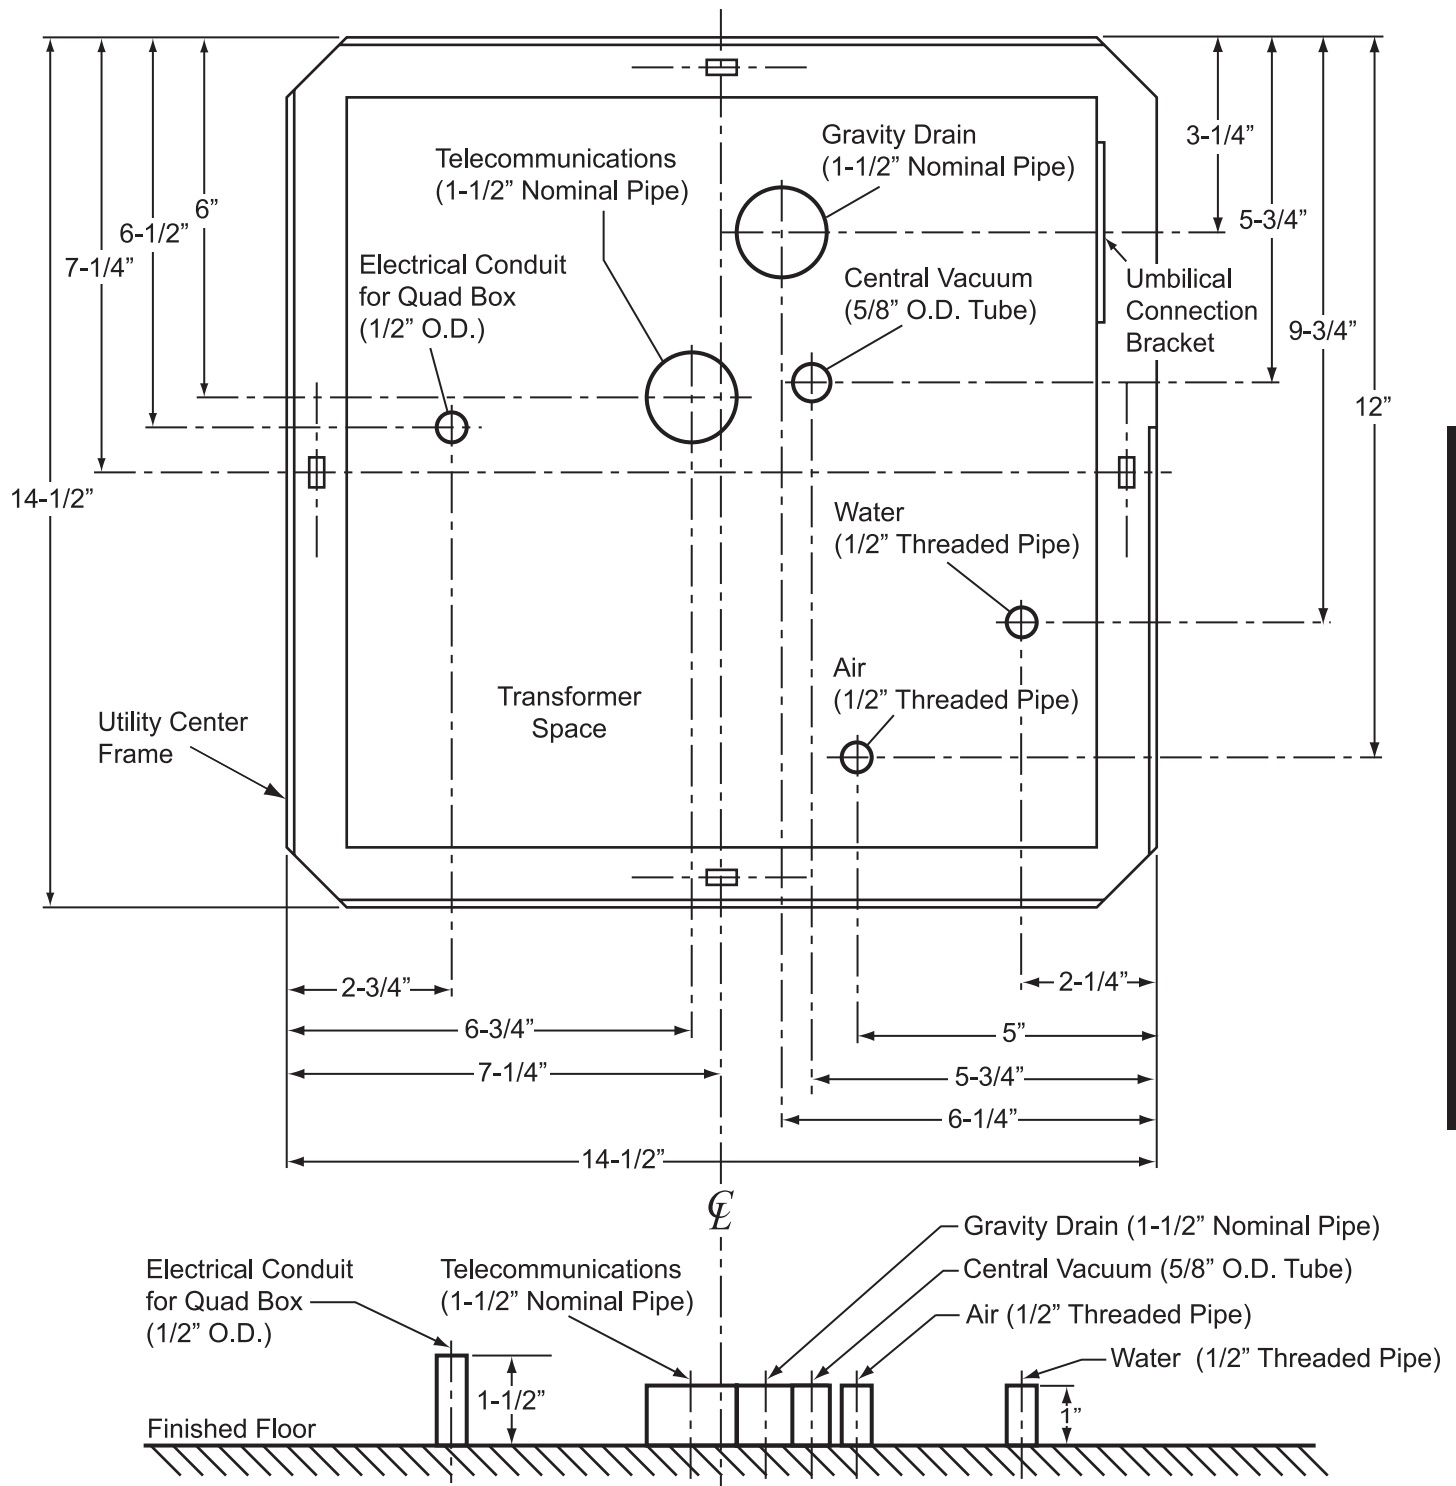 3-1/4”
Gravity Drain
(1-1/2” Nominal Pipe)
Telecommunications
(1-1/2” Nominal Pipe)
6”
6-1/2”
7-1/4”
5-3/4”
Electrical Conduit
for Quad Box
(1/2” O.D.)
Central Vacuum
(5/8” O.D. Tube)
Umbilical
Connection
Bracket
9-3/4”
12”
14-1/2”
Water
(1/2” Threaded Pipe)
Air
(1/2” Threaded Pipe)
Transformer
Space
Utility Center
Frame
2-3/4”
2-1/4”
6-3/4”
5”
7-1/4”
5-3/4”
6-1/4”
14-1/2”
℄
Gravity Drain (1-1/2” Nominal Pipe)
Electrical Conduit
for Quad Box
(1/2” O.D.)
Telecommunications
(1-1/2” Nominal Pipe)
Central Vacuum (5/8” O.D. Tube)
Air (1/2” Threaded Pipe)
Water (1/2” Threaded Pipe)
1-1/2”
1”
Finished Floor